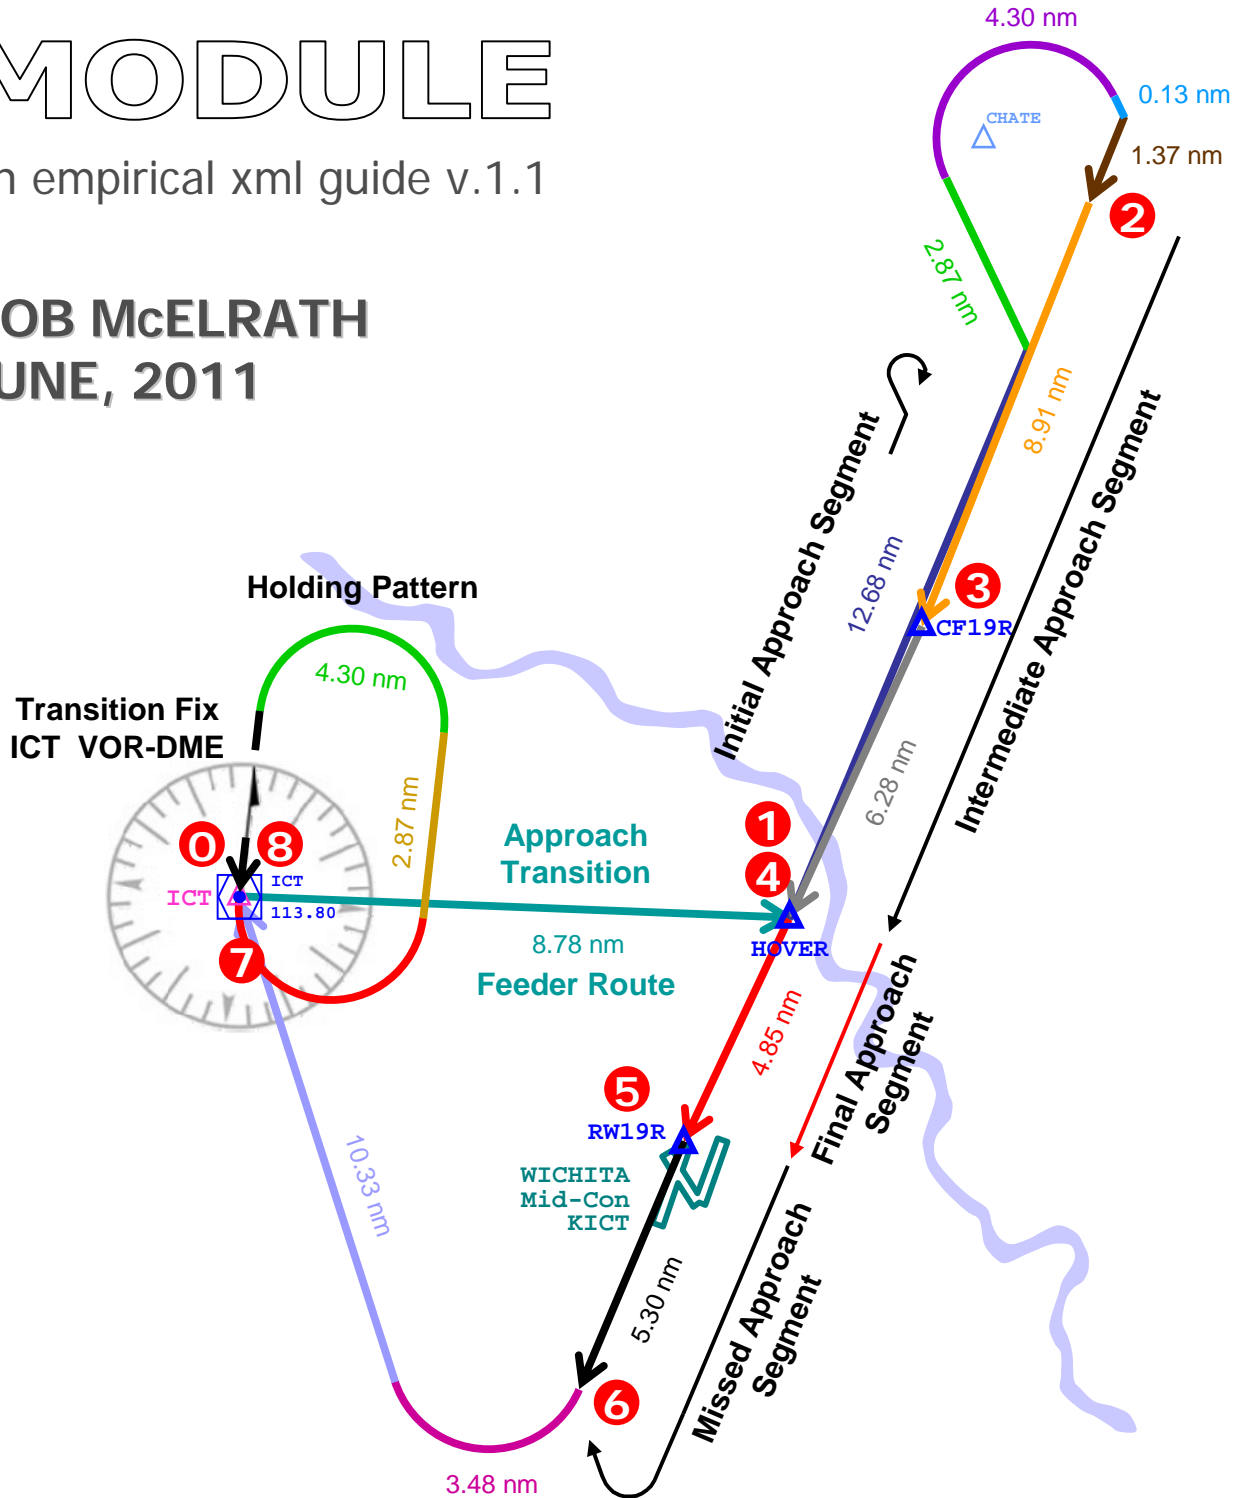 4.30 nm
MODULE
0.13 nm
CHATE
1.37 nm
n empirical xml guide v.1.1
2
2.87 nm
OB McELRATH
UNE, 2011
8.91 nm
Initial Approach Segment
Intermediate Approach Segment
12.68 nm
3
CF19R
Holding Pattern
4.30 nm
Transition Fix
ICT VOR-DME
6.28 nm
2.87 nm
Approach
Transition
1
4
0
8
ICT
ICT
113.80
8.78 nm
HOVER
Feeder Route
7
4.85 nm
Final Approach
Segment
5
RW19R
WICHITA
Mid-Con
KICT
10.33 nm
5.30 nm
Missed Approach
Segment
6
3.48 nm